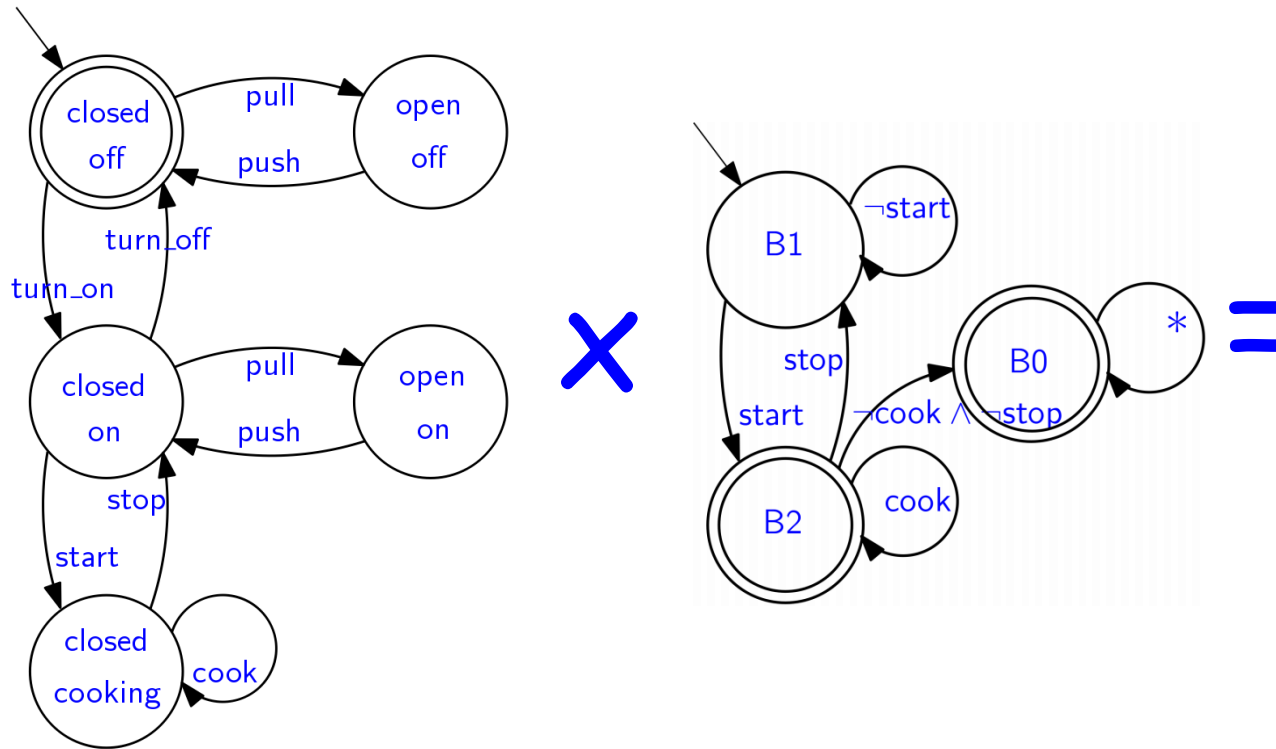 closed
off
pull
push
open
off
turn_off
turn_on
closed
on
pull
push
open
on
stop
start
closed
cooking
cook
×
B1
¬start
stop
start
¬cook ∧ ¬stop
B0
*
B2
cook
=